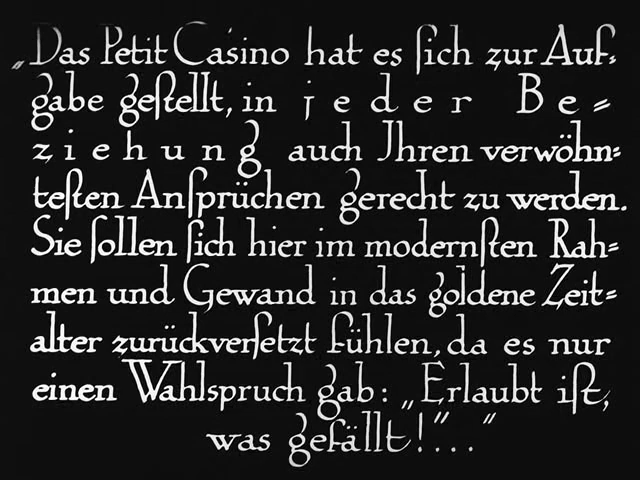 „Das Petit Casino hat es ſich zur Auf-
gabe geſtellt, in j e d e r B e -
z i e h u n g auch Ihren verwöhn-
teſten Anſprüchen gerecht zu werden.
Sie ſollen ſich hier im modernſten Rah-
men und Gewand in das goldene Zeit-
alter zurückverſetzt fühlen, da es nur
einen Wahlspruch gab: „Erlaubt iſt,
was gefällt!“...“